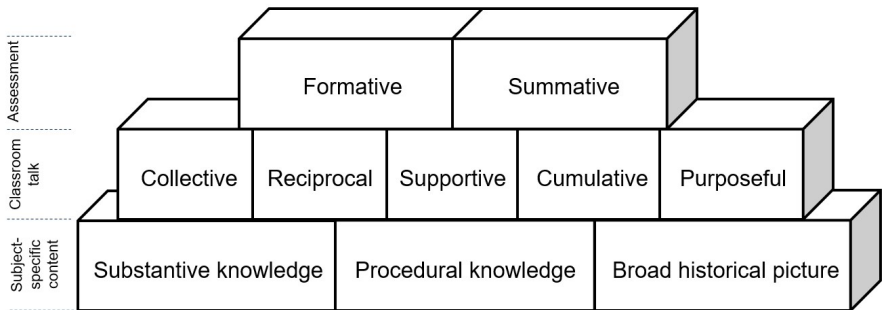 Assessment
Formative
Summative
Classroom
talk
Collective
Reciprocal
Supportive
Cumulative
Purposeful
Subject-
specific
content
Substantive knowledge
Procedural knowledge
Broad historical picture